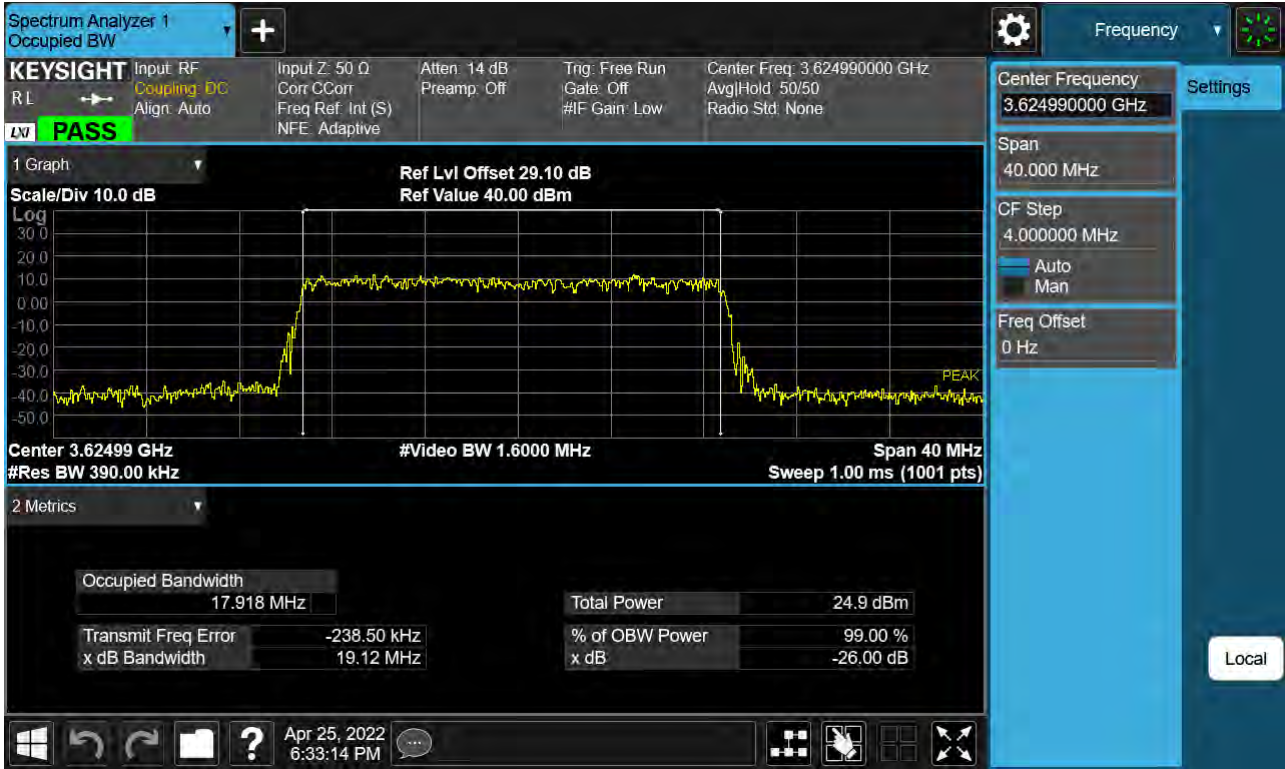 Spectrum Analyzer 1
Occupied BW
+
Frequency
KEYSIGHT
R L
LXI
PASS
Input: RF
Coupling: DC
Align: Auto
Input Z: 50 Ω
Corr CCorr
Freq Ref: Int (S)
NFE: Adaptive
Atten: 14 dB
Preamp: Off
Trig: Free Run
Gate: Off
#IF Gain: Low
Center Freq: 3.624990000 GHz
Avg|Hold: 50/50
Radio Std: None
Center Frequency
3.624990000 GHz
Settings
Span
40.000 MHz
CF Step
4.000000 MHz
Auto
Man
Freq Offset
0 Hz
Local
1 Graph
Scale/Div 10.0 dB
Ref Lvl Offset 29.10 dB
Ref Value 40.00 dBm
Log
30.0
20.0
10.0
0.00
-10.0
-20.0
-30.0
-40.0
-50.0
PEAK
Center 3.62499 GHz
#Video BW 1.6000 MHz
Span 40 MHz
#Res BW 390.00 kHz
Sweep 1.00 ms (1001 pts)
2 Metrics
Occupied Bandwidth
17.918 MHz
Transmit Freq Error -238.50 kHz
x dB Bandwidth 19.12 MHz
Total Power 24.9 dBm
% of OBW Power 99.00 %
x dB -26.00 dB
?
Apr 25, 2022
6:33:14 PM